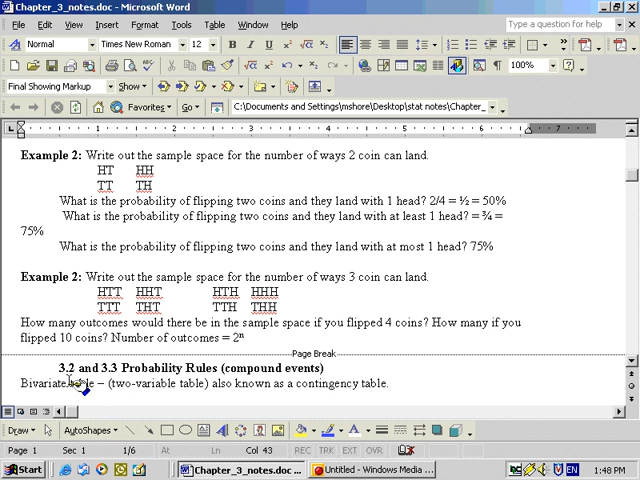 Chapter_3_notes.doc - Microsoft Word
File Edit View Insert Format Tools Table Window Help Type a question for help
Normal Times New Roman 12
100%
Final Showing Markup Show
Favorites Go C:\Documents and Settings\mshore\Desktop\stat notes\Chapter_
1 2 3 4 5 6 7
Example 2: Write out the sample space for the number of ways 2 coin can land.
HT HH
TT TH
What is the probability of flipping two coins and they land with 1 head? 2/4 = ½ = 50%
What is the probability of flipping two coins and they land with at least 1 head? = ¾ =
75%
What is the probability of flipping two coins and they land with at most 1 head? 75%
Example 2: Write out the sample space for the number of ways 3 coin can land.
HTT HHT HTH HHH
TTT THT TTH THH
How many outcomes would there be in the sample space if you flipped 4 coins? How many if you
flipped 10 coins? Number of outcomes = 2ⁿ
Page Break
3.2 and 3.3 Probability Rules (compound events)
Bivariate table – (two-variable table) also known as a contingency table.
Draw AutoShapes
Page 1 Sec 1 1/6 At Ln 44 Col 43 REC TRK EXT OVR
Start Chapter_3_notes.doc ... Untitled - Windows Media ... EN 1:48 PM